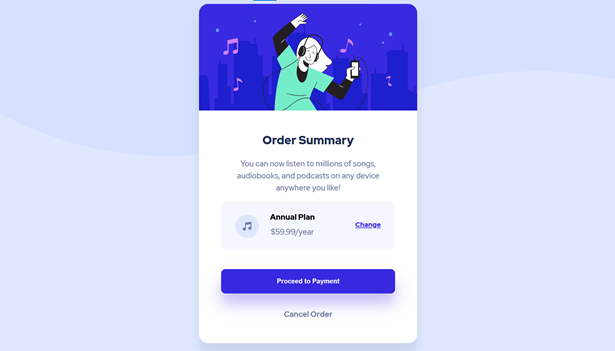 Order Summary
You can now listen to millions of songs,
audiobooks, and podcasts on any device
anywhere you like!
Annual Plan
$59.99/year
Change
Proceed to Payment
Cancel Order